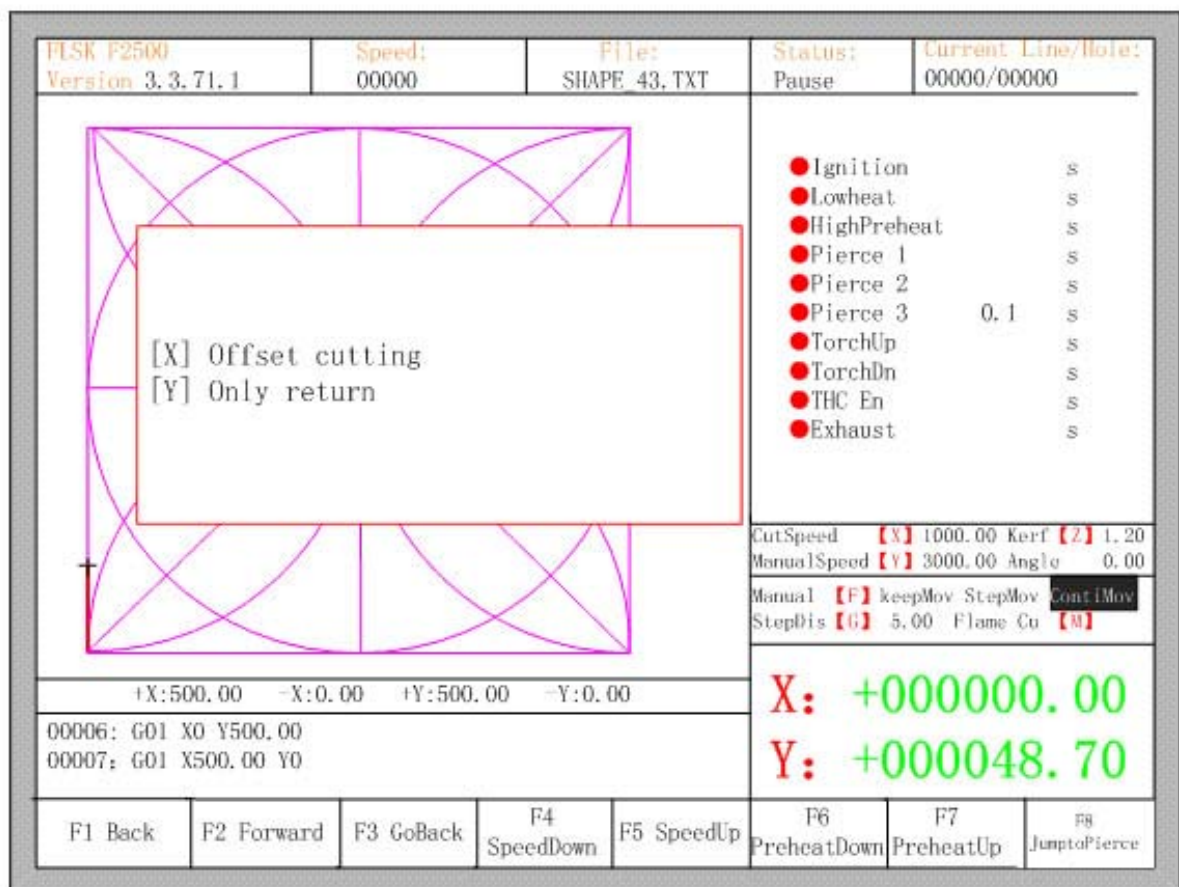 FLSK F2500
Version 3.3.71.1
Speed:
00000
File:
SHAPE_43.TXT
Status:
Pause
Current Line/Hole:
00000/00000
[X] Offset cutting
[Y] Only return
Ignition s
Lowheat s
HighPreheat s
Pierce 1 s
Pierce 2 s
Pierce 3 0.1 s
TorchUp s
TorchDn s
THC En s
Exhaust s
CutSpeed 【X】 1000.00 Kerf 【Z】 1.20
ManualSpeed 【Y】 3000.00 Angle 0.00
Manual 【F】 keepMov StepMov ContiMov
StepDis 【G】 5.00 Flame Cu 【M】
+X:500.00 -X:0.00 +Y:500.00 -Y:0.00
00006: G01 X0 Y500.00
00007: G01 X500.00 Y0
X: +000000.00
Y: +000048.70
F1 Back
F2 Forward
F3 GoBack
F4
SpeedDown
F5 SpeedUp
F6
PreheatDown
F7
PreheatUp
F8
JumptoPierce